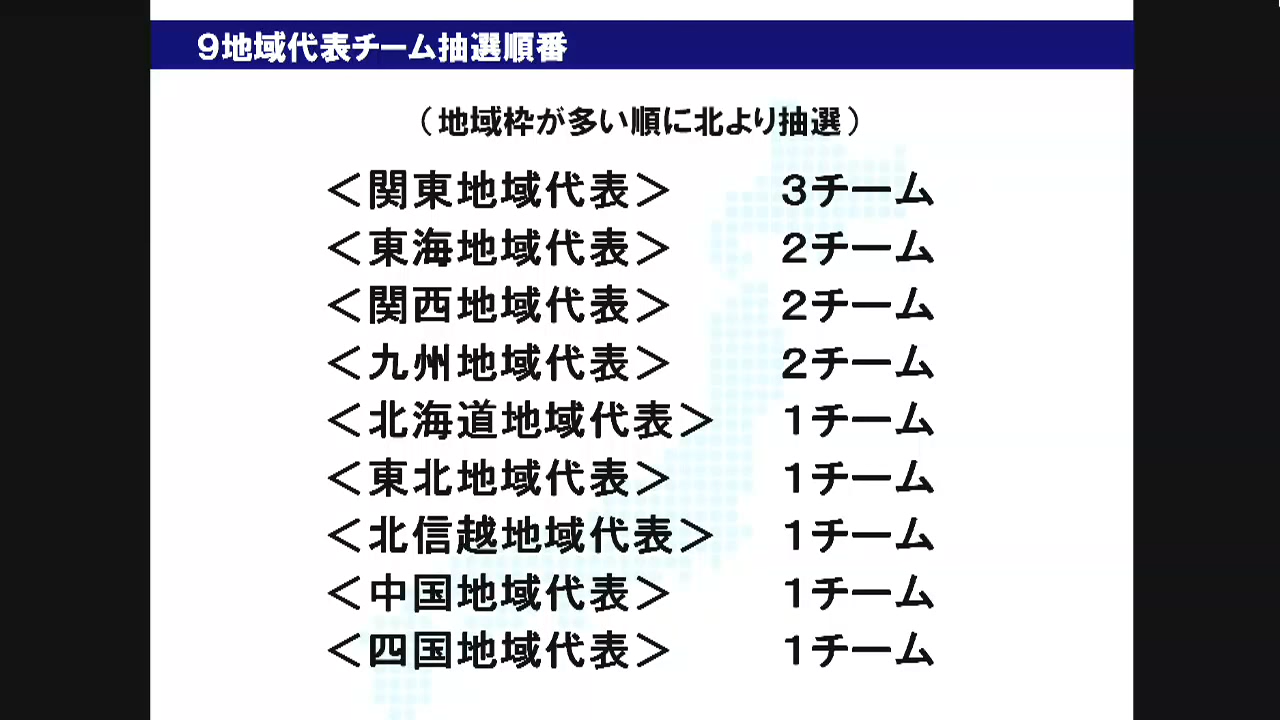 9地域代表チーム抽選順番
（地域枠が多い順に北より抽選）
＜関東地域代表＞ 3チーム
＜東海地域代表＞ 2チーム
＜関西地域代表＞ 2チーム
＜九州地域代表＞ 2チーム
＜北海道地域代表＞ 1チーム
＜東北地域代表＞ 1チーム
＜北信越地域代表＞ 1チーム
＜中国地域代表＞ 1チーム
＜四国地域代表＞ 1チーム